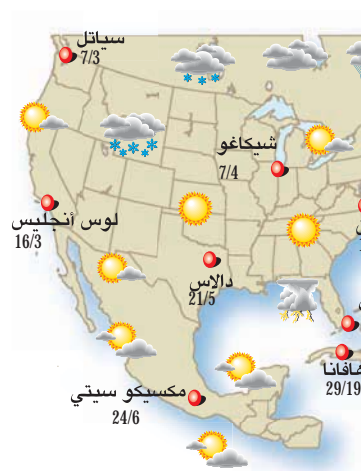 سياتل
7/3
شيكاغو
7/4
لوس أنجليس
16/3
دالاس
21/5
هافانا
29/19
مكسيكو سيتي
24/6